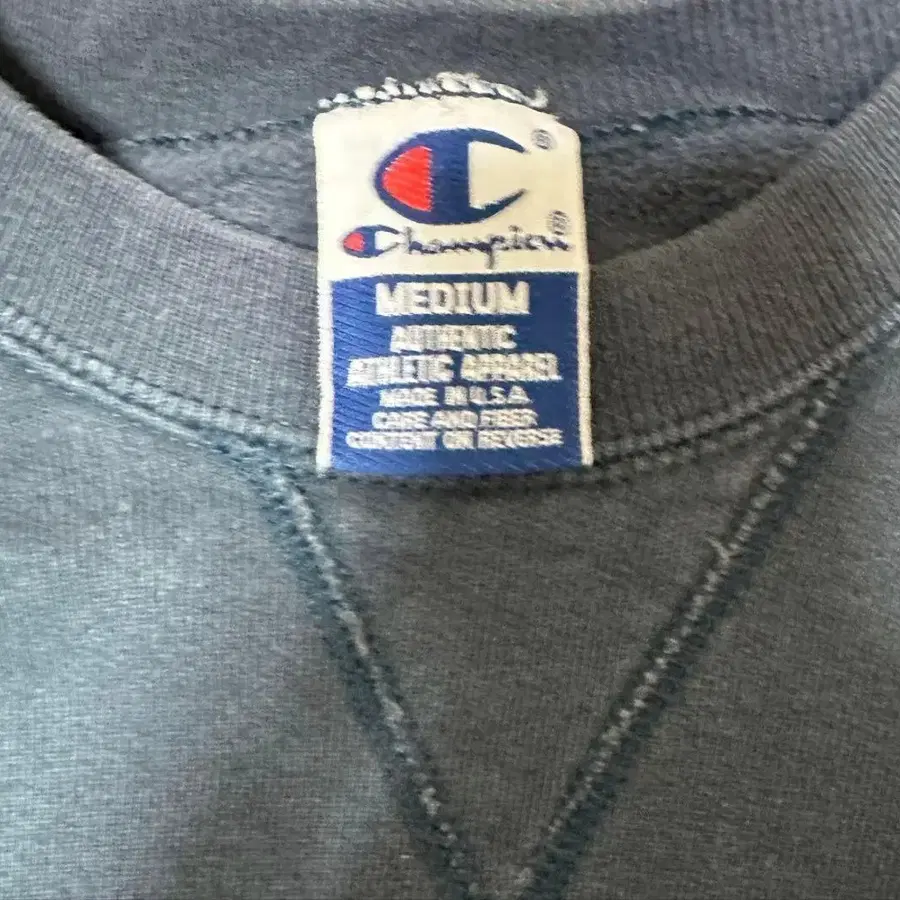 C®
Champion®
MEDIUM
AUTHENTIC
ATHLETIC APPAREL
MADE IN U.S.A.
CARE AND FIBER
CONTENT ON REVERSE